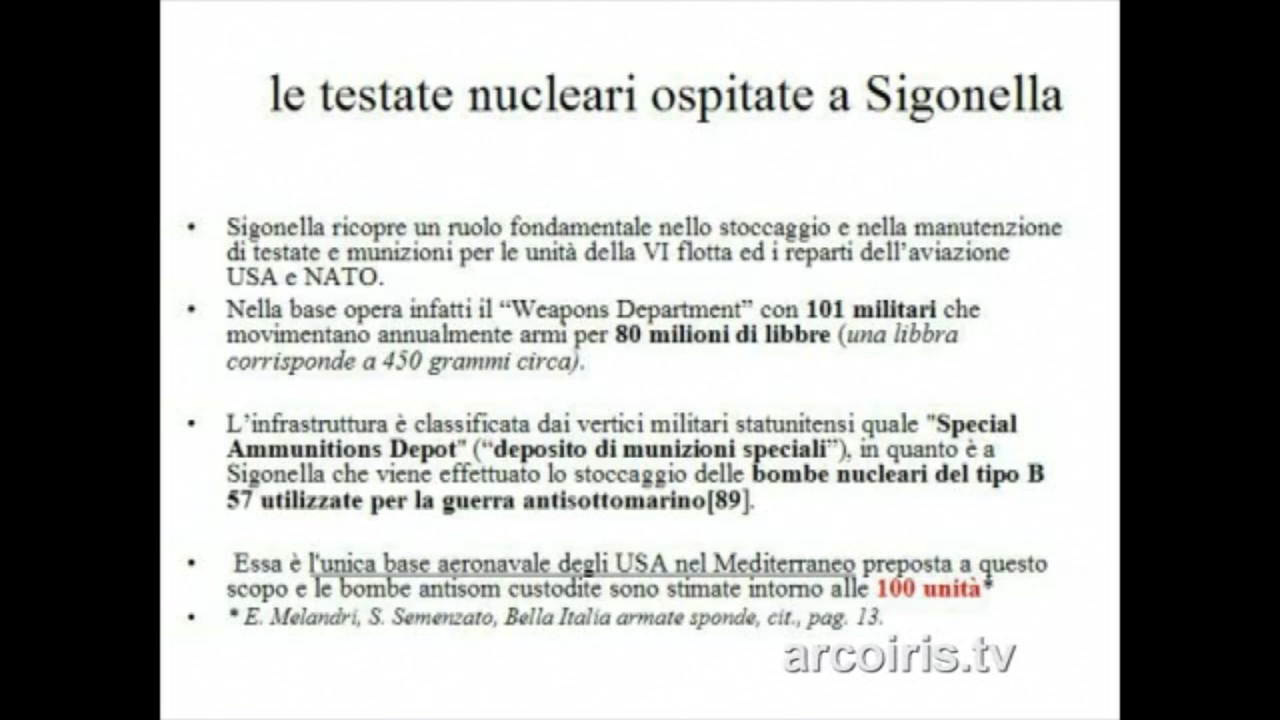 le testate nucleari ospitate a Sigonella
• Sigonella ricopre un ruolo fondamentale nello stoccaggio e nella manutenzione
di testate e munizioni per le unità della VI flotta ed i reparti dell’aviazione
USA e NATO.
• Nella base opera infatti il “Weapons Department” con 101 militari che
movimentano annualmente armi per 80 milioni di libbre (una libbra
corrisponde a 450 grammi circa).
• L’infrastruttura è classificata dai vertici militari statunitensi quale "Special
Ammunitions Depot" (“deposito di munizioni speciali”), in quanto è a
Sigonella che viene effettuato lo stoccaggio delle bombe nucleari del tipo B
57 utilizzate per la guerra antisottomarino[89].
• Essa è l'unica base aeronavale degli USA nel Mediterraneo preposta a questo
scopo e le bombe antisom custodite sono stimate intorno alle 100 unità*
• * E. Melandri, S. Semenzato, Bella Italia armate sponde, cit., pag. 13.
arcoiris.tv